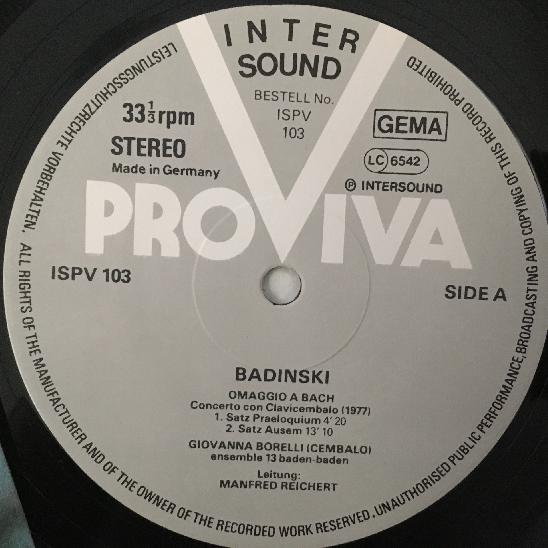 INTER
SOUND
BESTELL No.
ISPV
103
33 1/3 rpm
STEREO
Made in Germany
GEMA
LC 6542
℗ INTERSOUND
PROVIVA
ISPV 103
SIDE A
BADINSKI
OMAGGIO A BACH
Concerto con Clavicembalo (1977)
1. Satz Praeloquium 4' 20
2. Satz Ausem 13' 10
GIOVANNA BORELLI (CEMBALO)
ensemble 13 baden-baden
Leitung:
MANFRED REICHERT
LEISTUNGSSCHUTZRECHTE VORBEHALTEN. ALL RIGHTS OF THE MANUFACTURER AND OF THE OWNER OF THE RECORDED WORK RESERVED. UNAUTHORISED PUBLIC PERFORMANCE, BROADCASTING AND COPYING OF THIS RECORD PROHIBITED